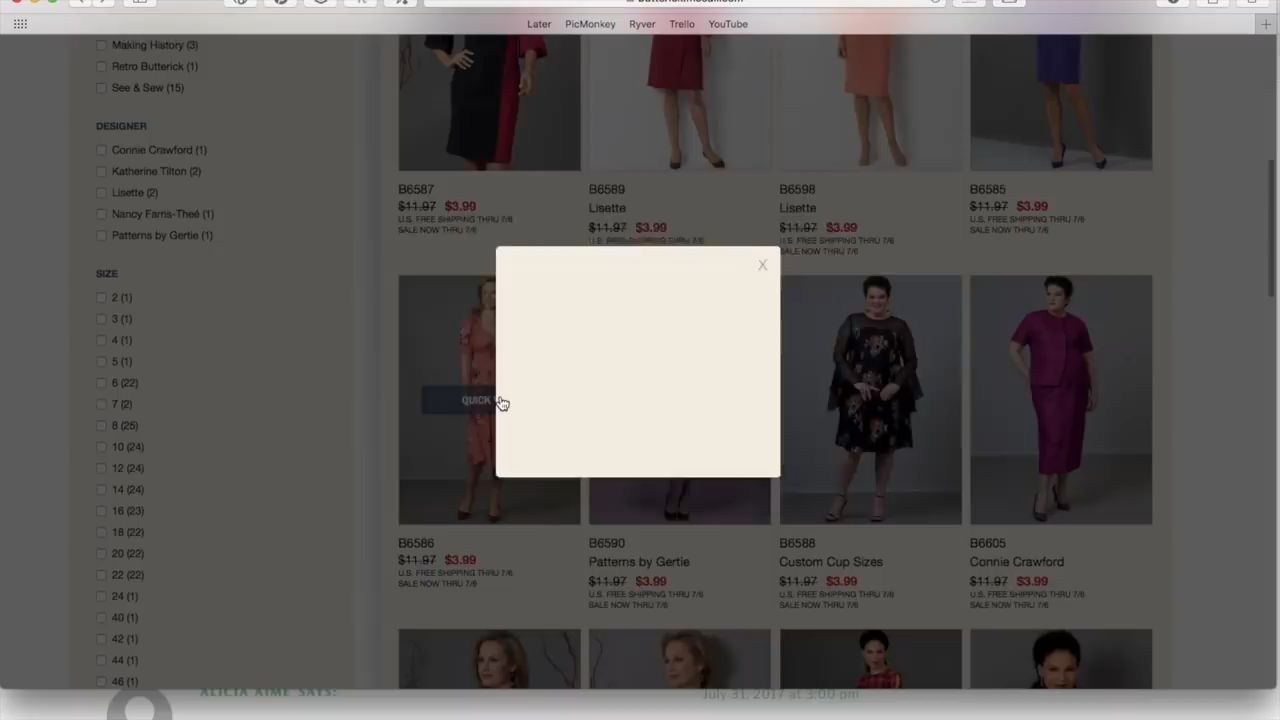 Later PicMonkey Ryver Trello YouTube
Making History (3)
Retro Butterick (1)
See & Sew (15)
DESIGNER
Connie Crawford (1)
Katherine Tilton (2)
Lisette (2)
Nancy Farris-Theé (1)
Patterns by Gertie (1)
SIZE
2 (1)
3 (1)
4 (1)
5 (1)
6 (22)
7 (2)
8 (25)
10 (24)
12 (24)
14 (24)
16 (23)
18 (22)
20 (22)
22 (22)
24 (1)
40 (1)
42 (1)
44 (1)
46 (1)
B6587
$11.97 $3.99
U.S. FREE SHIPPING THRU 7/6
SALE NOW THRU 7/6
B6589
Lisette
$11.97 $3.99
U.S. FREE SHIPPING THRU 7/6
B6598
Lisette
$11.97 $3.99
U.S. FREE SHIPPING THRU 7/6
SALE NOW THRU 7/6
B6585
$11.97 $3.99
U.S. FREE SHIPPING THRU 7/6
SALE NOW THRU 7/6
X
QUICK
B6586
$11.97 $3.99
U.S. FREE SHIPPING THRU 7/6
SALE NOW THRU 7/6
B6590
Patterns by Gertie
$11.97 $3.99
U.S. FREE SHIPPING THRU 7/6
SALE NOW THRU 7/6
B6588
Custom Cup Sizes
$11.97 $3.99
U.S. FREE SHIPPING THRU 7/6
SALE NOW THRU 7/6
B6605
Connie Crawford
$11.97 $3.99
U.S. FREE SHIPPING THRU 7/6
SALE NOW THRU 7/6
ALICIA AIME SAYS:
July 31, 2017 at 3:00 pm